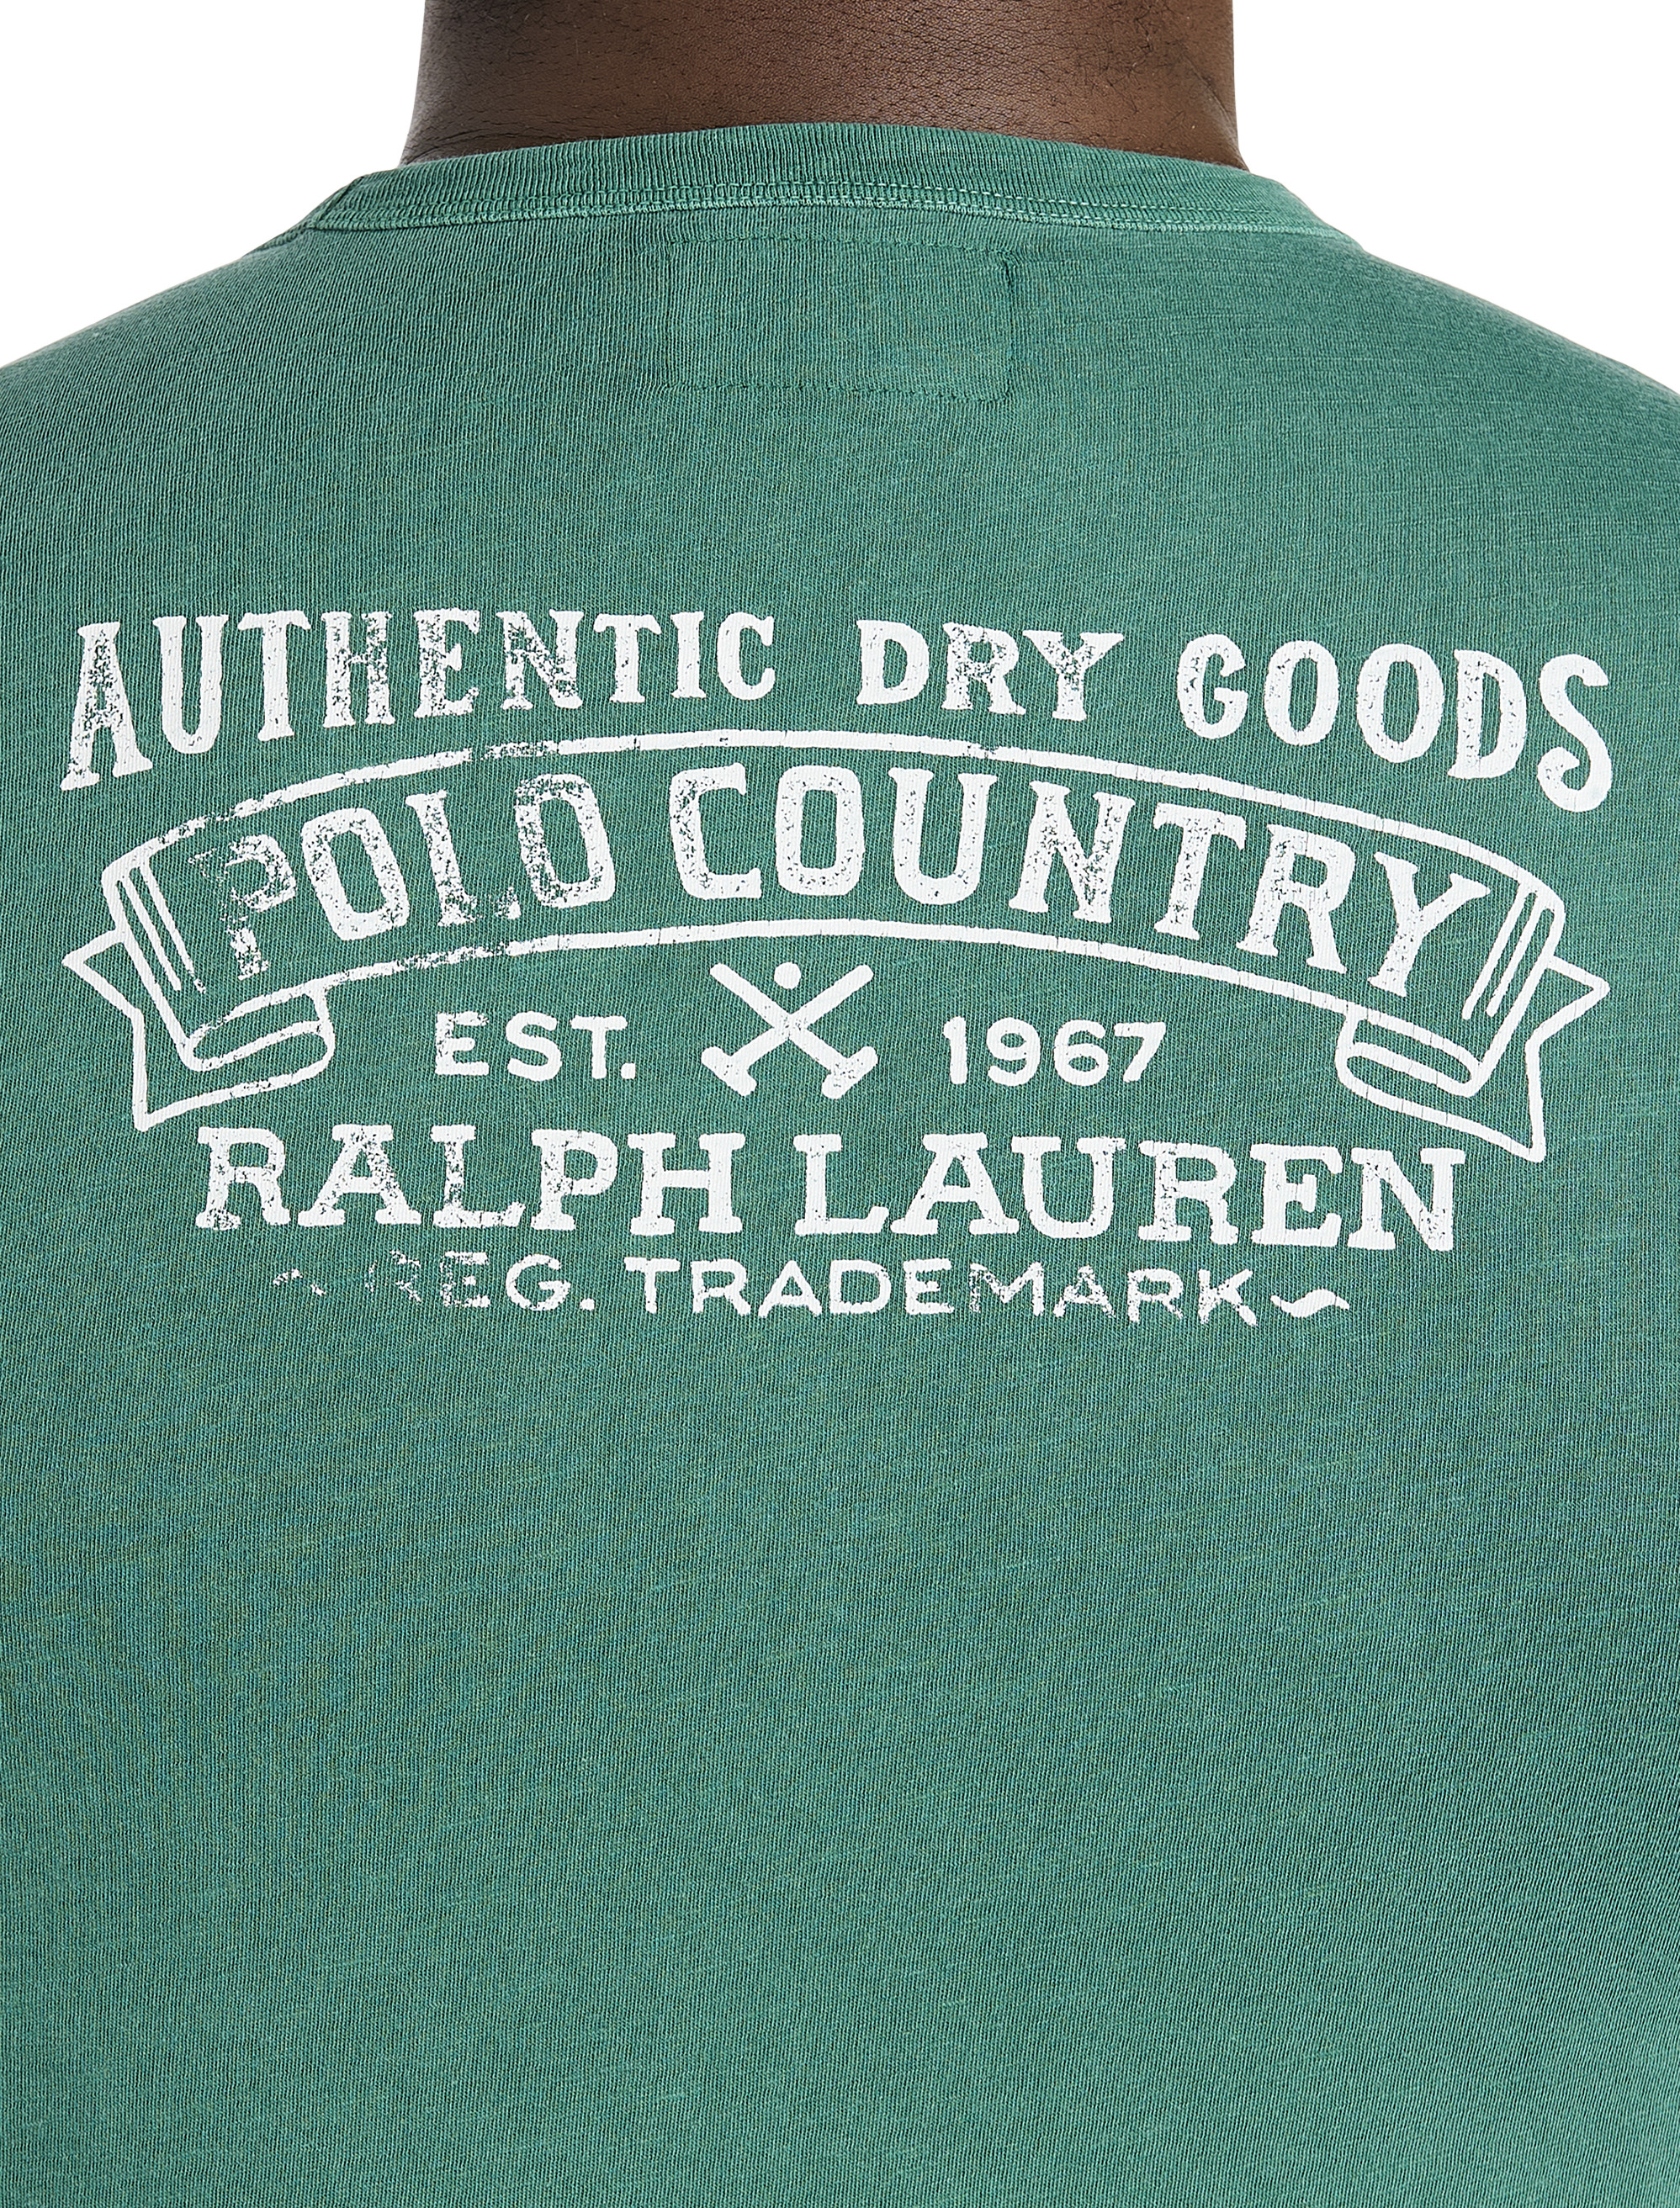 AUTHENTIC DRY GOODS
POLO COUNTRY
EST. 1967
RALPH LAUREN
REG. TRADEMARK